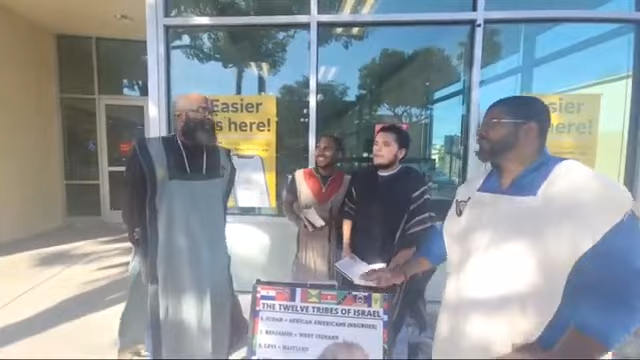 Easier
is here!
Easier
is here!
THE TWELVE TRIBES OF ISRAEL
1. JUDAH = AFRICAN AMERICANS (NEGROES)
2. BENJAMIN = WEST INDIANS
3. LEVI = HAITIANS